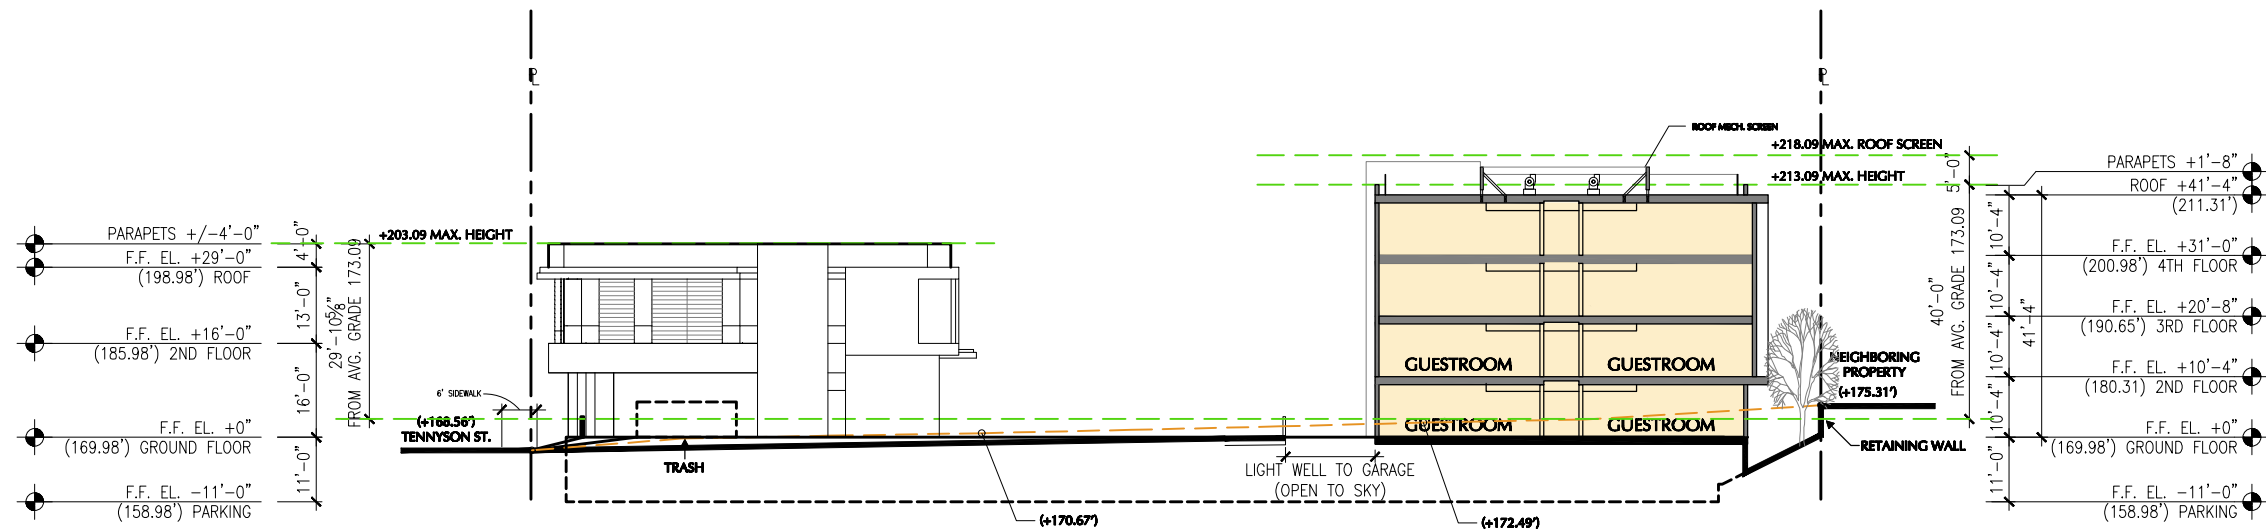 PL
PL
ROOF MECH. SCREEN
+218.09 MAX. ROOF SCREEN
+213.09 MAX. HEIGHT
5'-0"
PARAPETS +1'-8"
ROOF +41'-4"
(211.31')
PARAPETS +/-4'-0"
+203.09 MAX. HEIGHT
4'-0"
F.F. EL. +29'-0"
(198.98') ROOF
13'-0"
29'-10⅝"
FROM AVG. GRADE 173.09
F.F. EL. +16'-0"
(185.98') 2ND FLOOR
16'-0"
6' SIDEWALK
(+168.56')
TENNYSON ST.
F.F. EL. +0"
(169.98') GROUND FLOOR
11'-0"
F.F. EL. -11'-0"
(158.98') PARKING
TRASH
(+170.67')
LIGHT WELL TO GARAGE
(OPEN TO SKY)
(+172.49')
GUESTROOM
GUESTROOM
GUESTROOM
GUESTROOM
NEIGHBORING
PROPERTY
(+175.31')
RETAINING WALL
40'-0"
FROM AVG. GRADE 173.09
10'-4"
10'-4"
10'-4"
10'-4"
11'-0"
41'-4"
F.F. EL. +31'-0"
(200.98') 4TH FLOOR
F.F. EL. +20'-8"
(190.65') 3RD FLOOR
F.F. EL. +10'-4"
(180.31) 2ND FLOOR
F.F. EL. +0"
(169.98') GROUND FLOOR
F.F. EL. -11'-0"
(158.98') PARKING